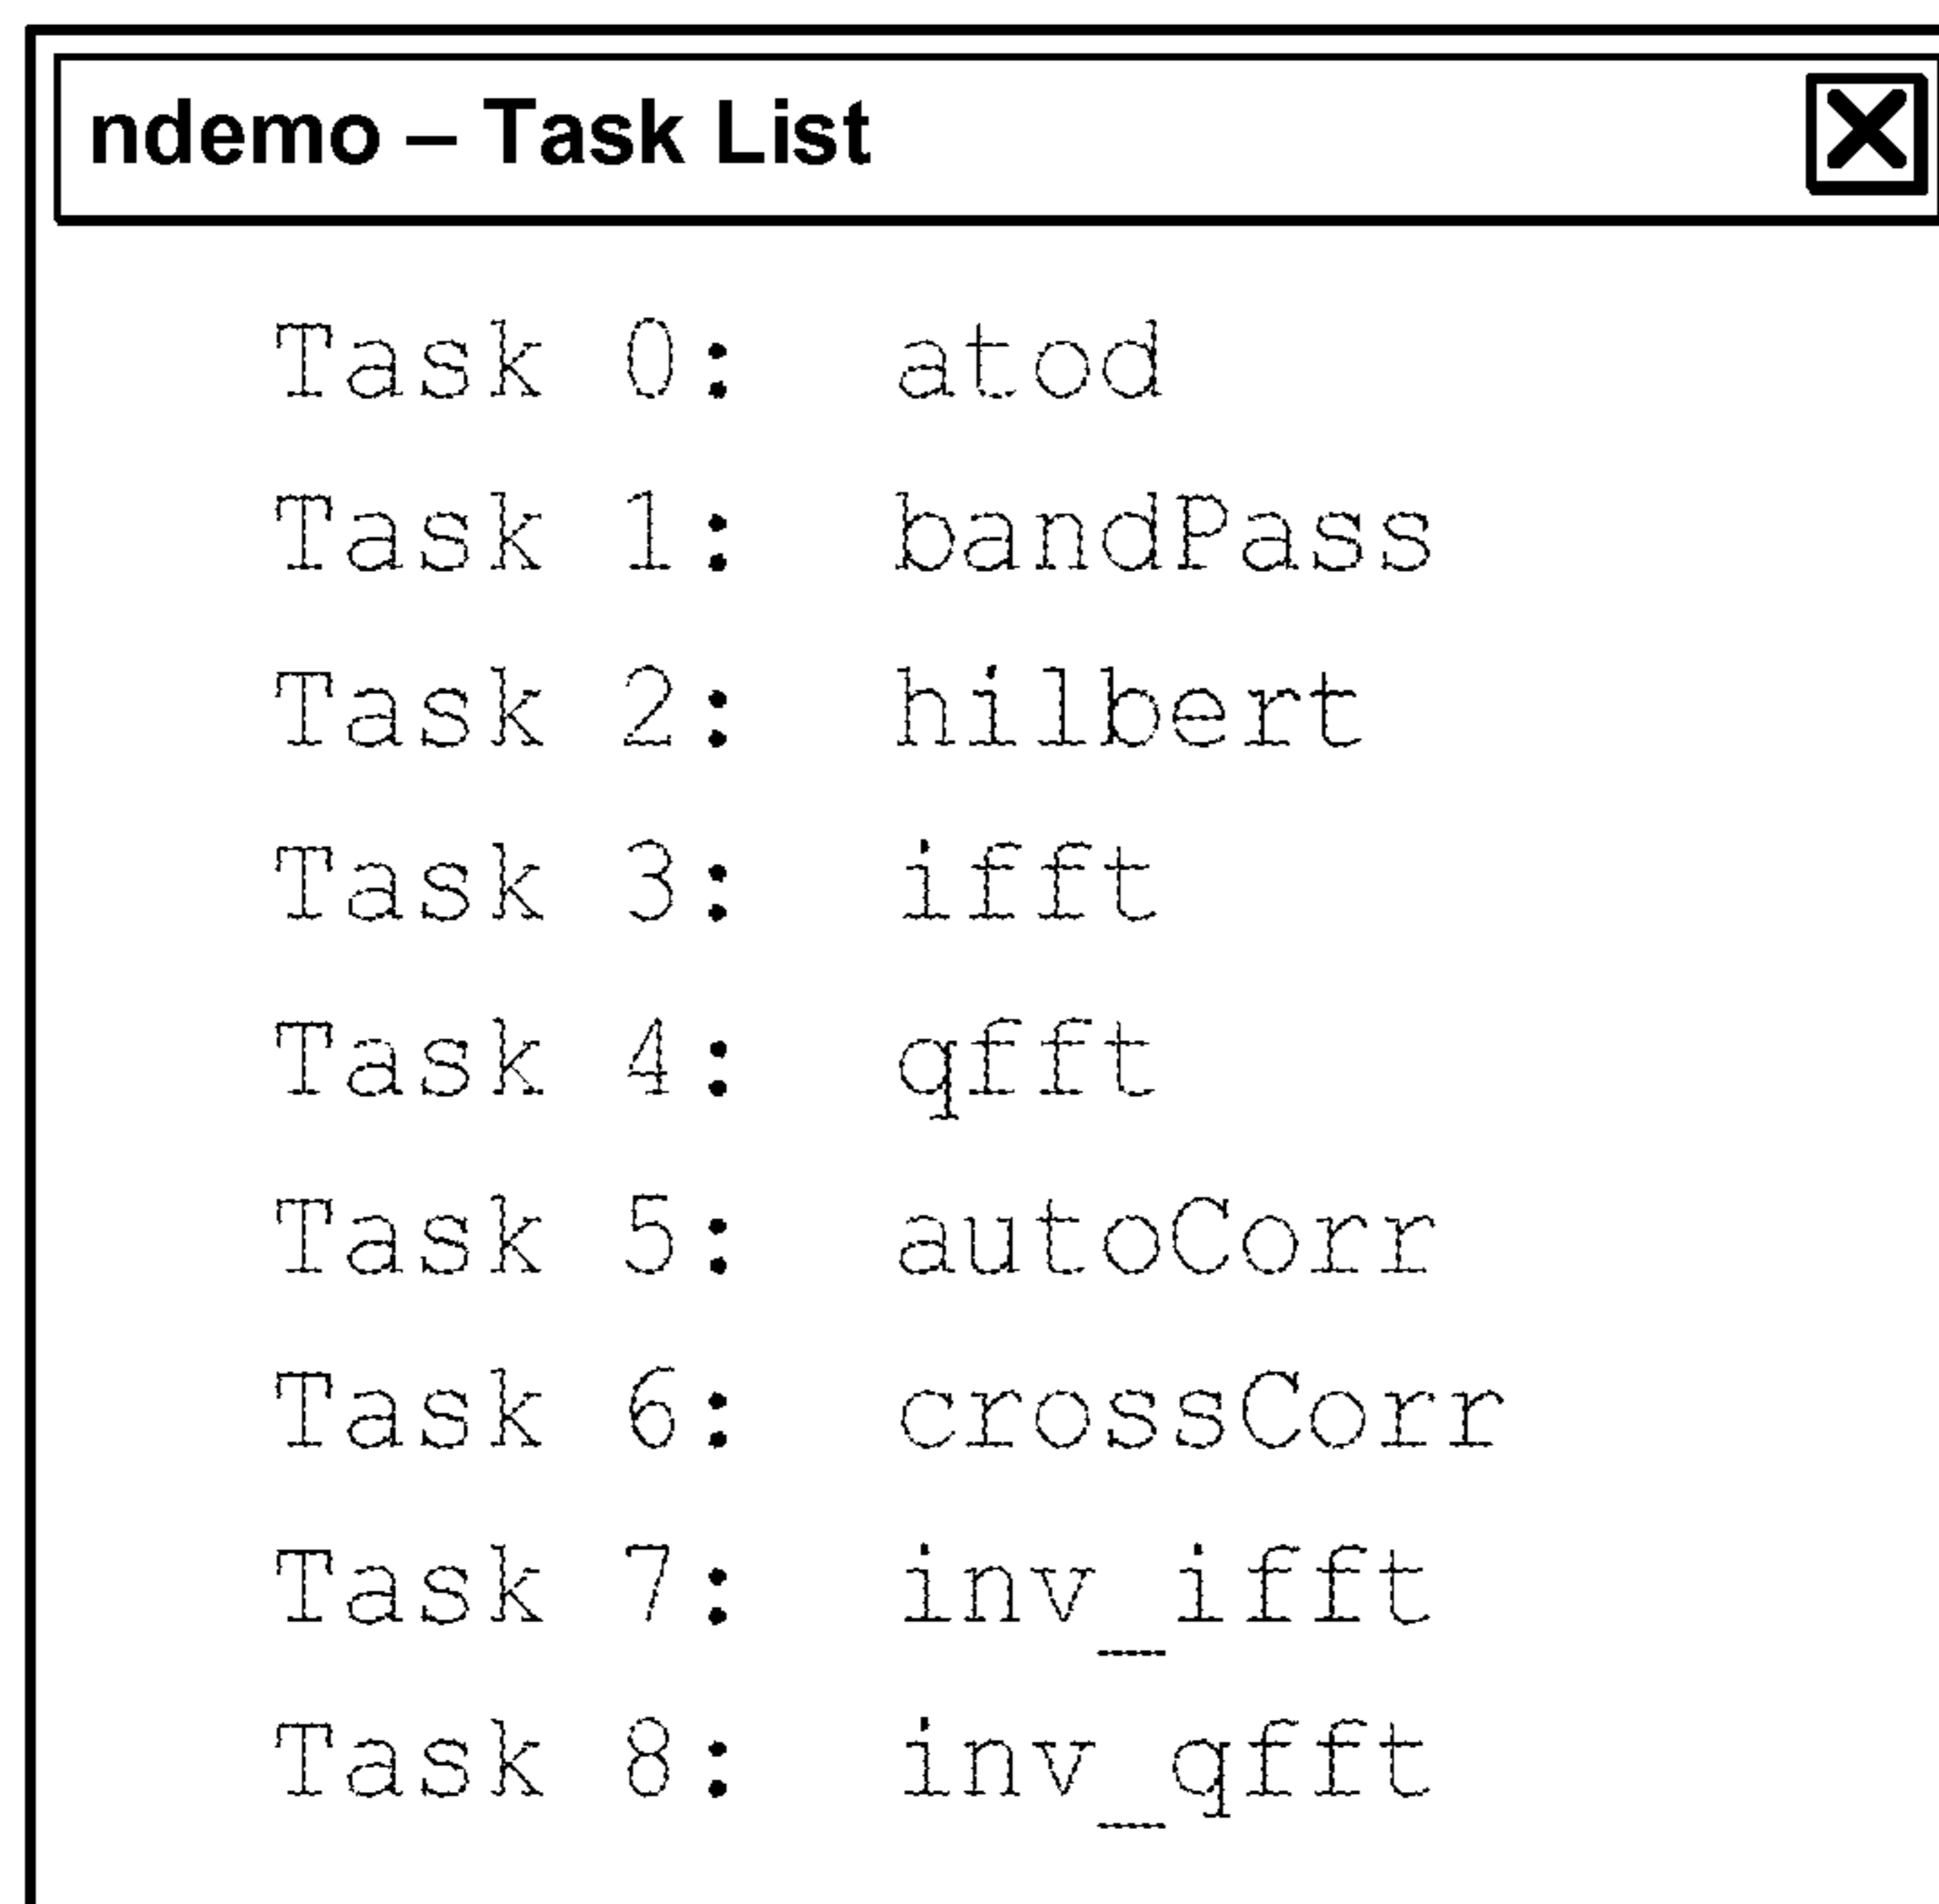 ndemo – Task List
Task 0: atod
Task 1: bandPass
Task 2: hilbert
Task 3: ifft
Task 4: qfft
Task 5: autoCorr
Task 6: crossCorr
Task 7: inv_ifft
Task 8: inv_qfft